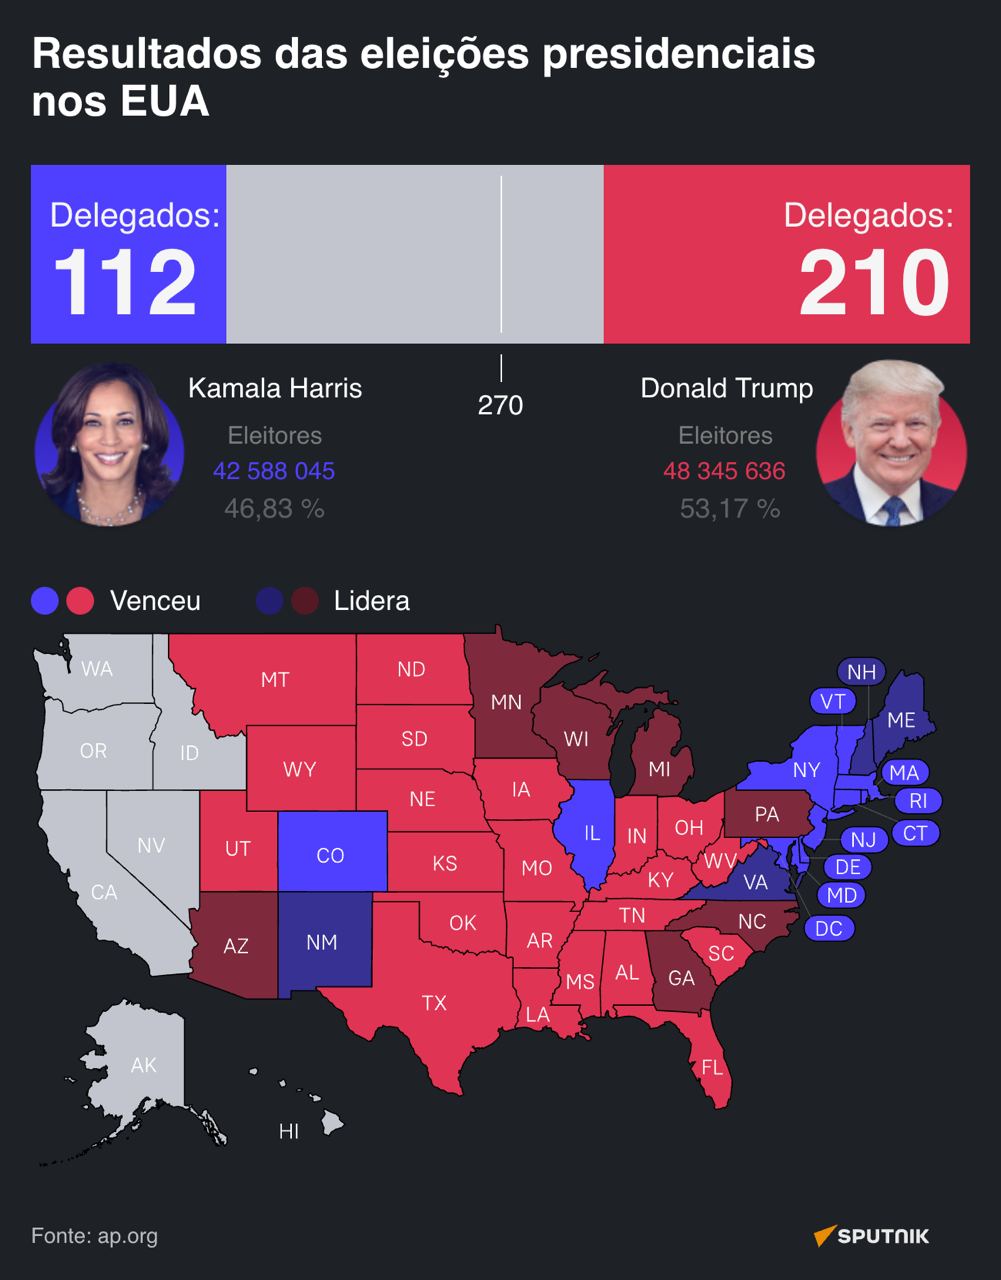 Resultados das eleições presidenciais
nos EUA
Delegados:
112
Delegados:
210
Kamala Harris
Eleitores
42 588 045
46,83 %
270
Donald Trump
Eleitores
48 345 636
53,17 %
Venceu
Lidera
WA
MT
ND
MN
NH
VT
ME
OR
ID
SD
WI
WY
MI
NY
MA
NE
IA
RI
PA
NV
UT
CO
IL
IN
OH
CT
NJ
KS
MO
WV
DE
CA
KY
VA
MD
TN
NC
OK
DC
AZ
NM
AR
SC
MS
AL
GA
TX
LA
FL
AK
HI
Fonte: ap.org
SPUTNIK